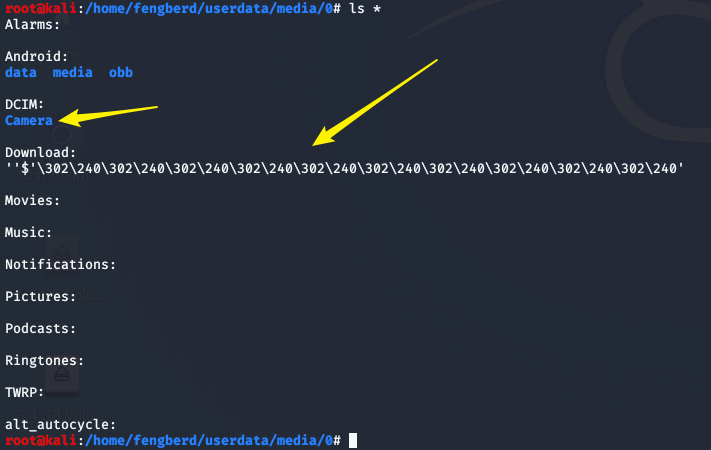 root@kali:/home/fengberd/userdata/media/0# ls *
Alarms:
Android:
data media obb
DCIM:
Camera
Download:
''$'\302\240\302\240\302\240\302\240\302\240\302\240\302\240\302\240\302\240\302\240'
Movies:
Music:
Notifications:
Pictures:
Podcasts:
Ringtones:
TWRP:
alt_autocycle:
root@kali:/home/fengberd/userdata/media/0#